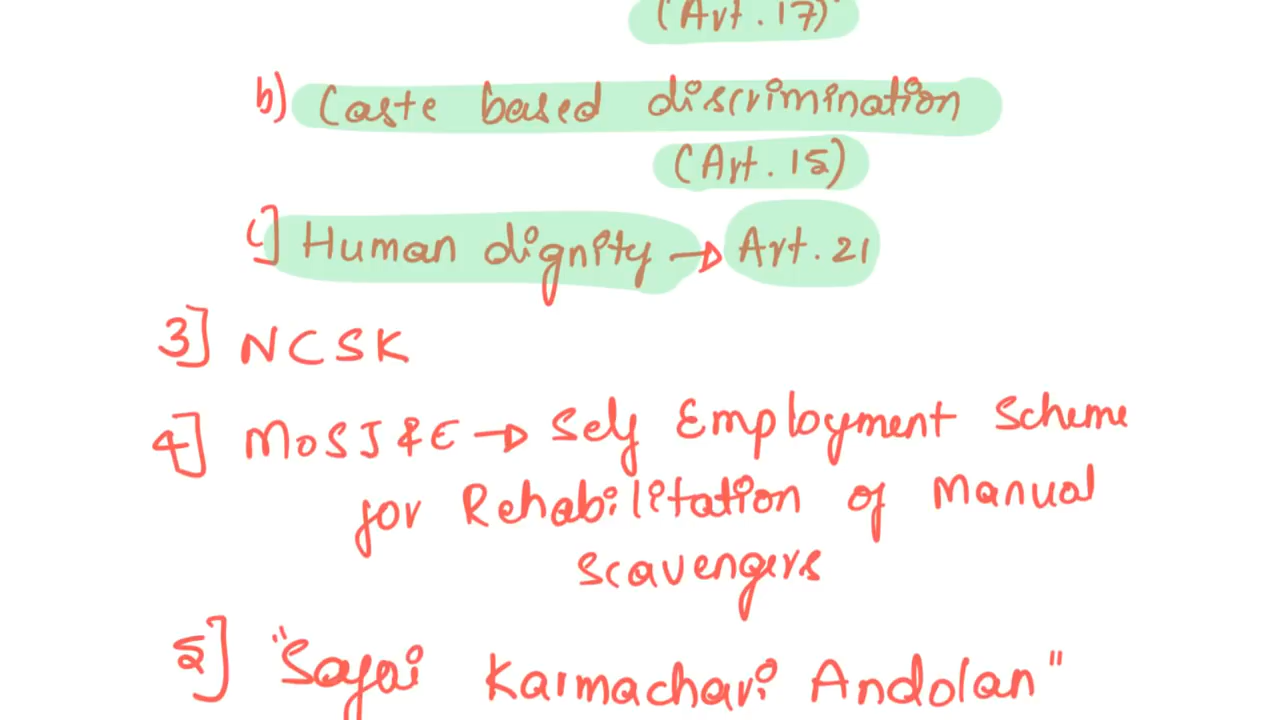 (Art. 17)
b) Caste based discrimination
(Art. 15)
c] Human dignity → Art. 21
3] NCSK
4] MoSJ&E → Self Employment Scheme
for Rehabilitation of Manual
Scavengers
5] "Safai Karmachari Andolan"